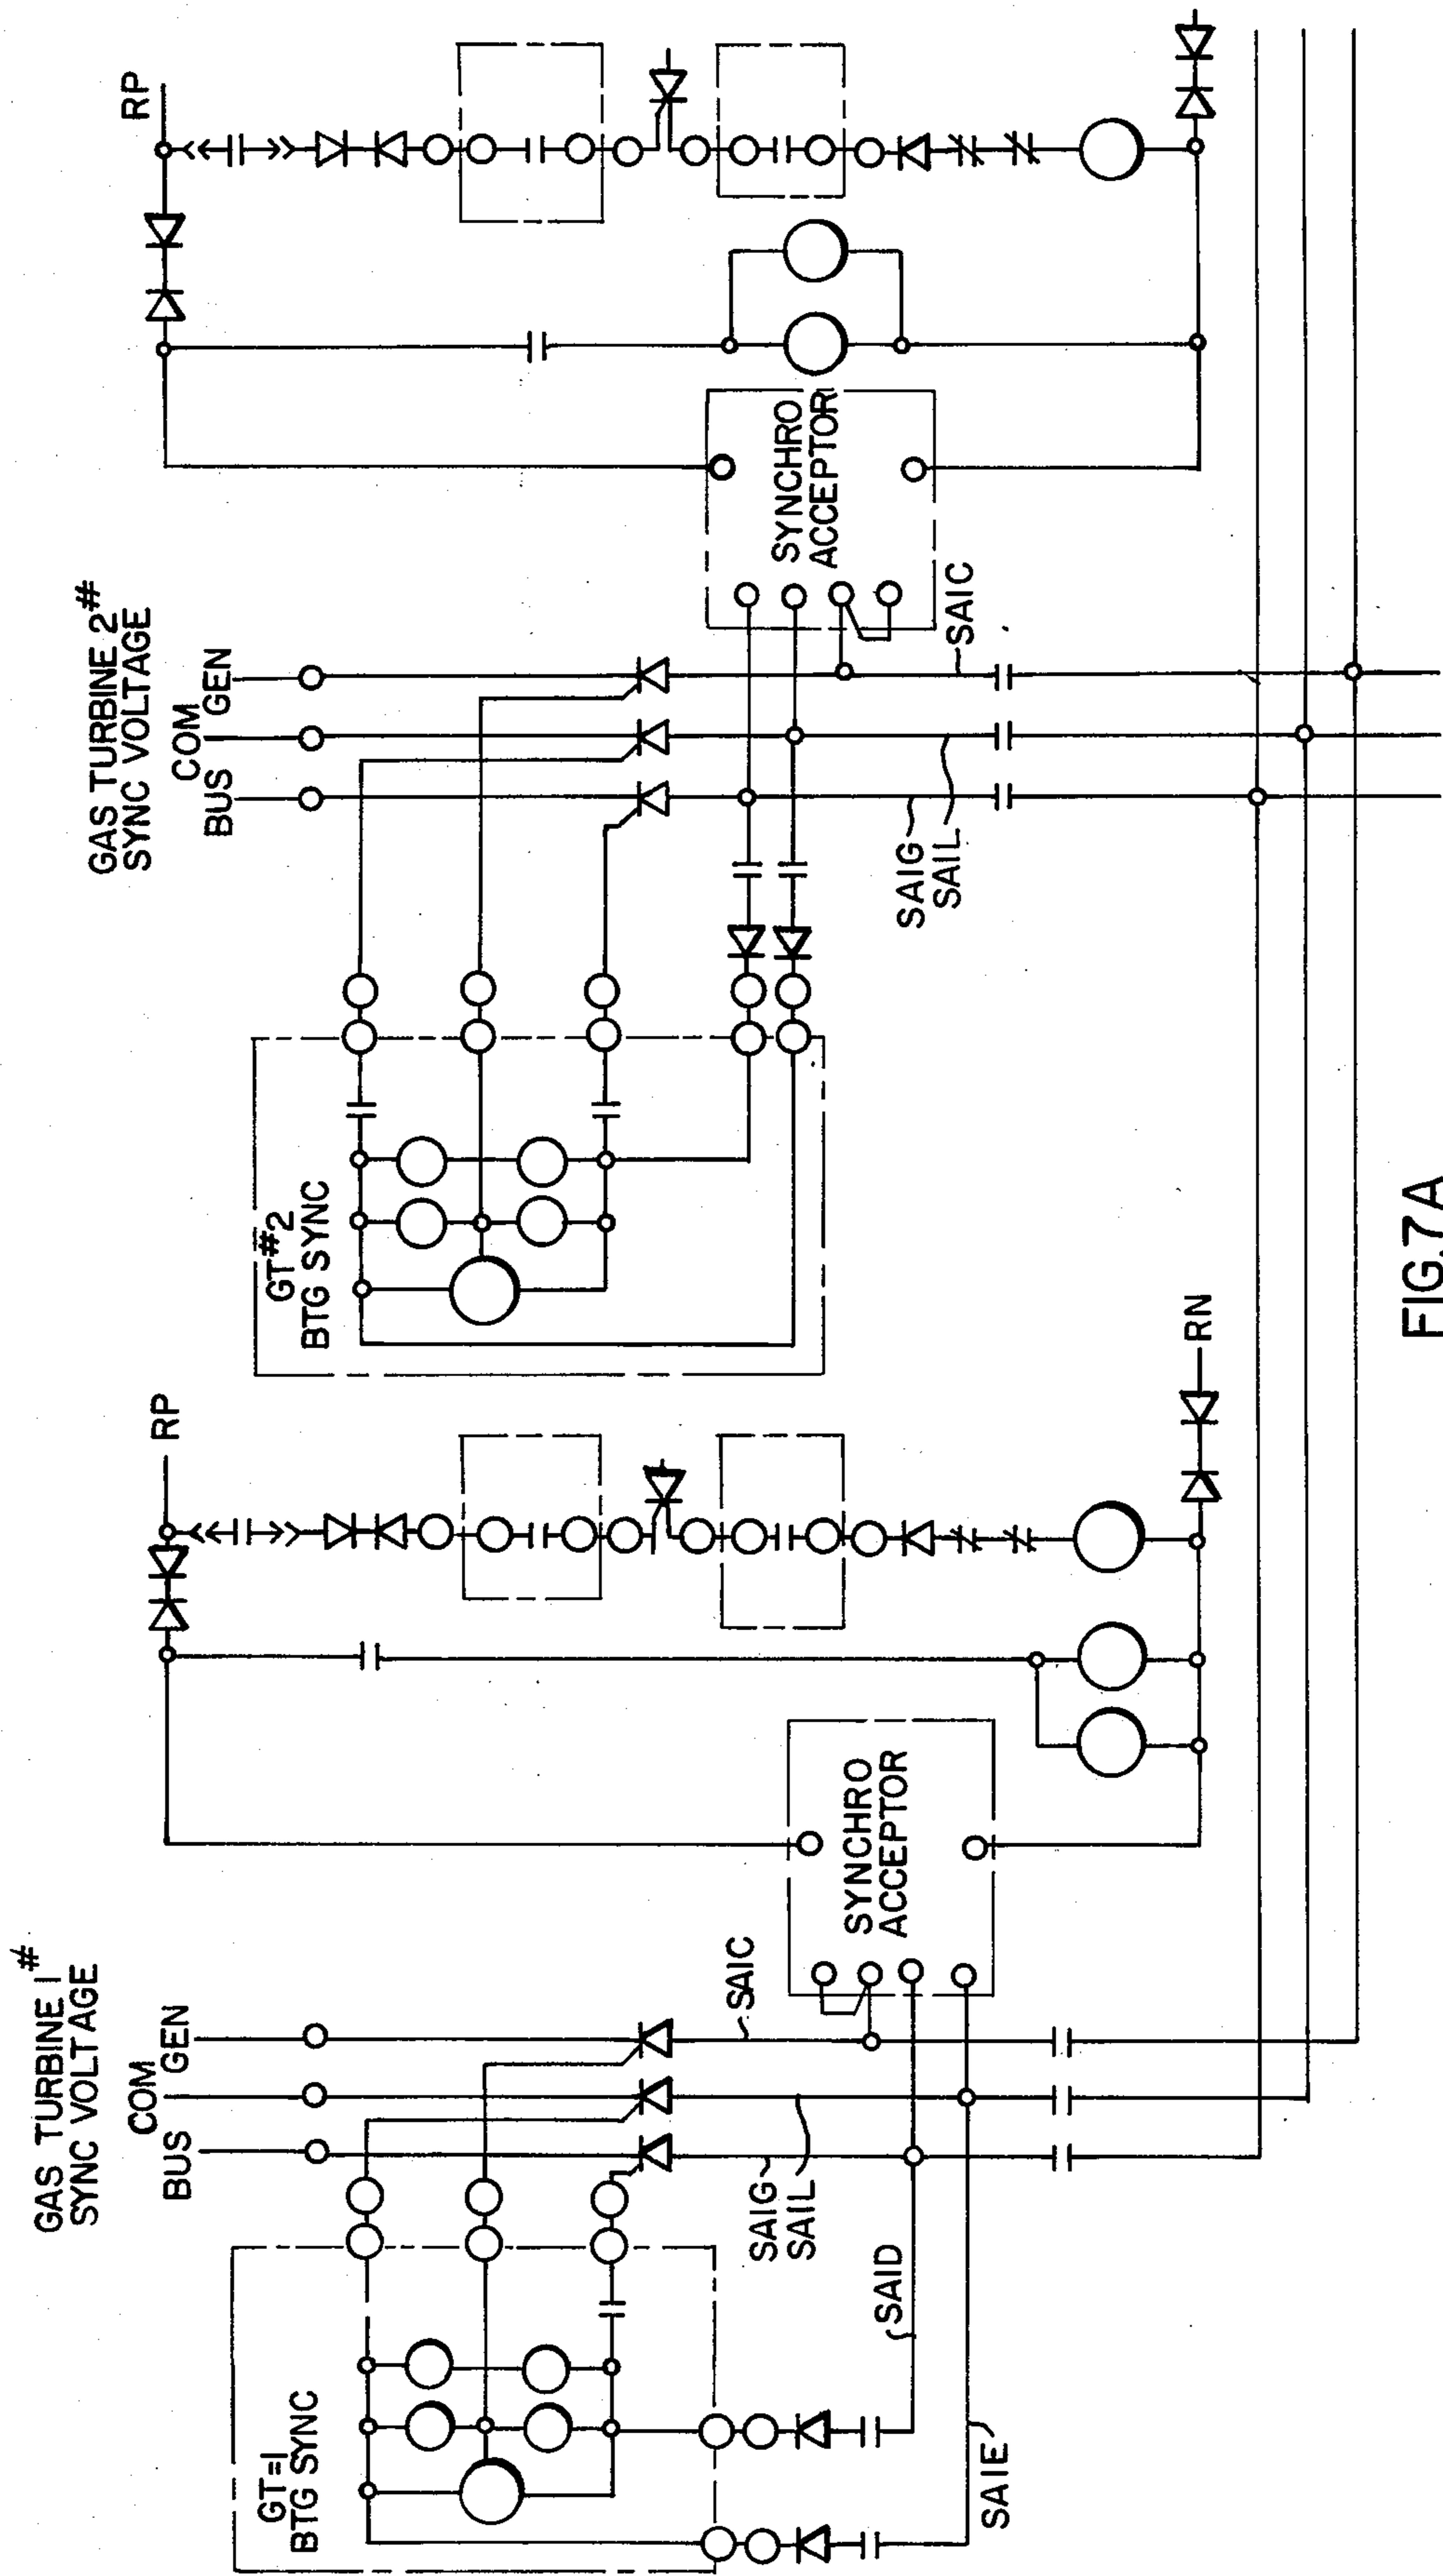 GAS TURBINE 1#
SYNC VOLTAGE
BUS
COM
GEN
GT=1
BTG SYNC
SAIG
SAIL
SAIC
SAID
SAIE
SYNCHRO
ACCEPTOR
RP
RN
GAS TURBINE 2#
SYNC VOLTAGE
BUS
COM
GEN
GT#2
BTG SYNC
SAIG
SAIL
SAIC
SYNCHRO
ACCEPTOR
RP
FIG.7A